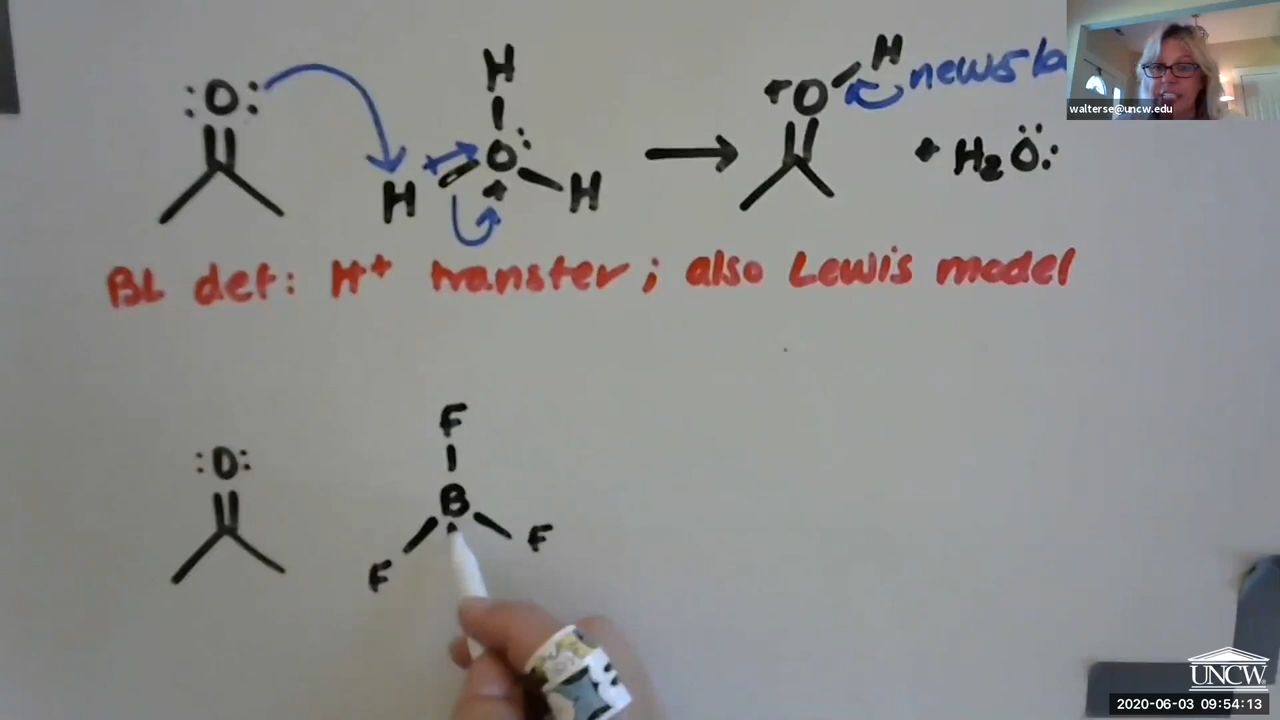 H
:O:
H
O:
H
H
+
→
H
+O
news b
+ H2O:
BL def: H+ transfer; also Lewis model
F
:O:
B
F
F
walterse@uncw.edu
UNCW
2020-06-03 09:54:13